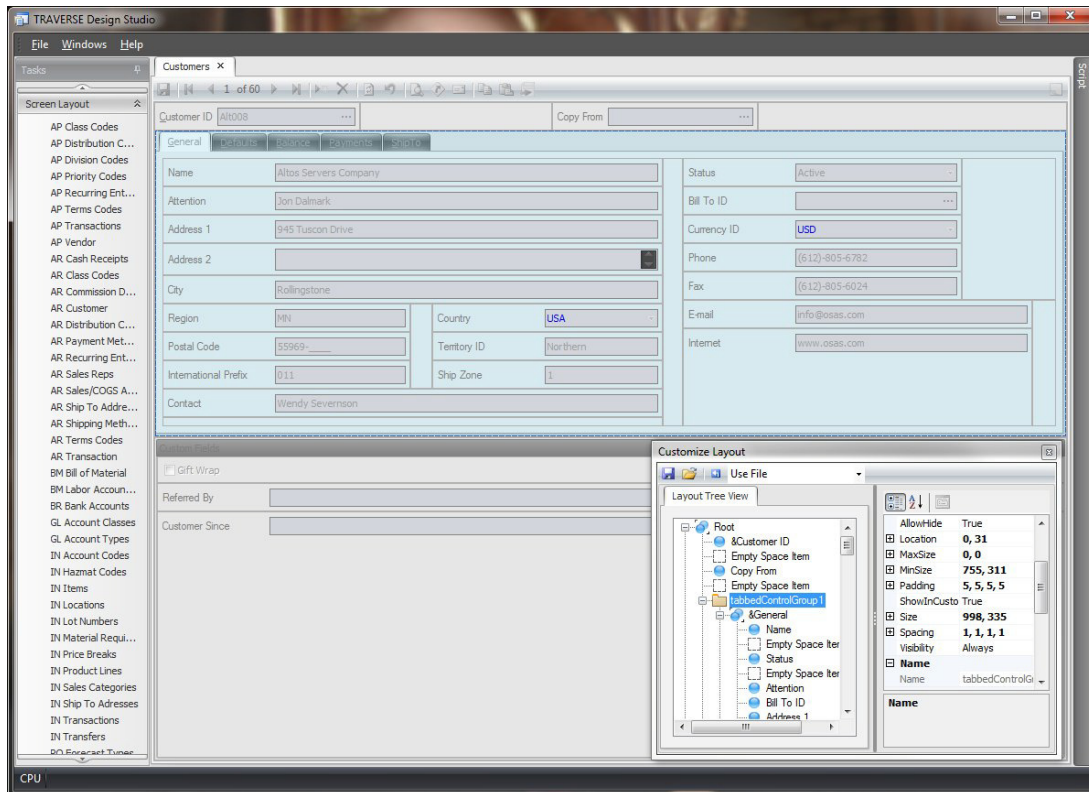 TRAVERSE Design Studio
File Windows Help
Tasks
Screen Layout
AP Class Codes
AP Distribution C...
AP Division Codes
AP Priority Codes
AP Recurring Ent...
AP Terms Codes
AP Transactions
AP Vendor
AR Cash Receipts
AR Class Codes
AR Commission D...
AR Customer
AR Distribution C...
AR Payment Met...
AR Recurring Ent...
AR Sales Reps
AR Sales/COGS A...
AR Ship To Addre...
AR Shipping Meth...
AR Terms Codes
AR Transaction
BM Bill of Material
BM Labor Accoun...
BR Bank Accounts
GL Account Classes
GL Account Types
IN Account Codes
IN Hazmat Codes
IN Items
IN Locations
IN Lot Numbers
IN Material Requi...
IN Price Breaks
IN Product Lines
IN Sales Categories
IN Ship To Adresses
IN Transactions
IN Transfers
PO Forecast Types
CPU
Customers ×
1 of 60
Customer ID Alt008 ...
Copy From ...
General Defaults Balance Payments ShipTo
Name Altos Servers Company
Attention Jon Dalmark
Address 1 945 Tuscon Drive
Address 2
City Rollingstone
Region MN Country USA
Postal Code 55969-____ Territory ID Northern
International Prefix 011 Ship Zone 1
Contact Wendy Severnson
Status Active
Bill To ID ...
Currency ID USD
Phone (612)-805-6782
Fax (612)-805-6024
E-mail info@osas.com
Internet www.osas.com
Custom Fields
Gift Wrap
Referred By
Customer Since
Script
Customize Layout
Use File
Layout Tree View
Root
&Customer ID
Empty Space Item
Copy From
Empty Space Item
tabbedControlGroup1
&General
Name
Empty Space Iter
Status
Empty Space Iter
Attention
Bill To ID
Address 1
AllowHide True
Location 0, 31
MaxSize 0, 0
MinSize 755, 311
Padding 5, 5, 5, 5
ShowInCusto True
Size 998, 335
Spacing 1, 1, 1, 1
Visibility Always
Name
Name tabbedControlGr
Name